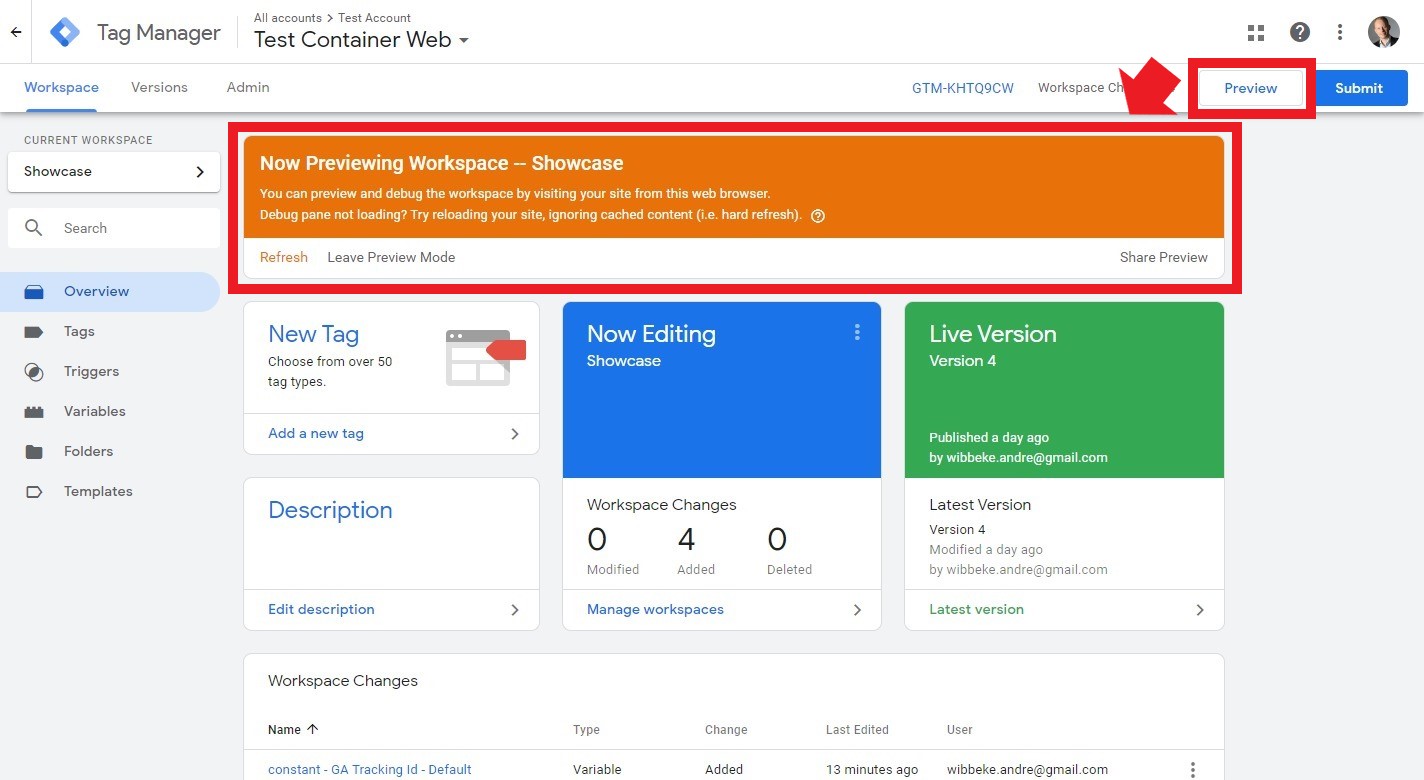 All accounts > Test Account
Tag Manager
Test Container Web
Workspace
Versions
Admin
GTM-KHTQ9CW
Workspace
Preview
Submit
CURRENT WORKSPACE
Showcase
Search
Overview
Tags
Triggers
Variables
Folders
Templates
Now Previewing Workspace -- Showcase
You can preview and debug the workspace by visiting your site from this web browser.
Debug pane not loading? Try reloading your site, ignoring cached content (i.e. hard refresh).
Refresh
Leave Preview Mode
Share Preview
New Tag
Choose from over 50
tag types.
Add a new tag
Description
Edit description
Now Editing
Showcase
Workspace Changes
0 4 0
Modified Added Deleted
Manage workspaces
Live Version
Version 4
Published a day ago
by wibbeke.andre@gmail.com
Latest Version
Version 4
Modified a day ago
by wibbeke.andre@gmail.com
Latest version
Workspace Changes
Name ↑ Type Change Last Edited User
constant - GA Tracking Id - Default Variable Added 13 minutes ago wibbeke.andre@gmail.com